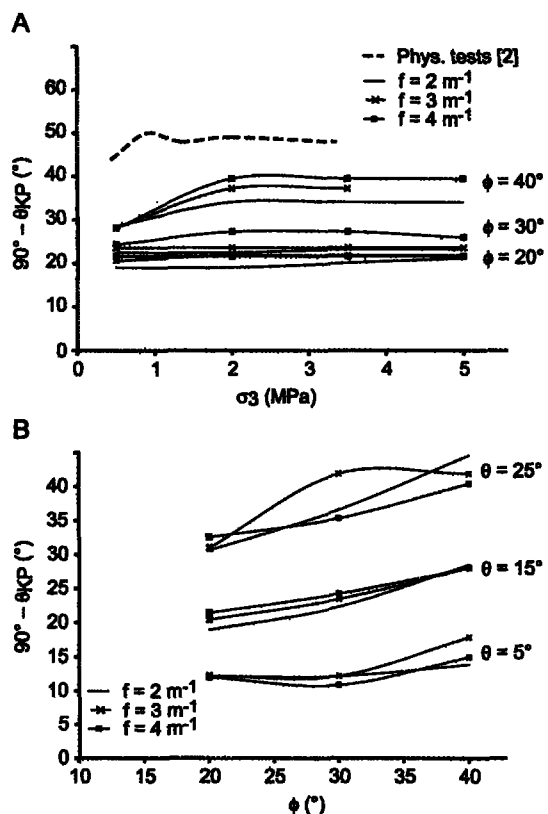 A
70
60
50
40
30
20
10
0
90° − θKP (°)
Phys. tests [2]
f = 2 m⁻¹
f = 3 m⁻¹
f = 4 m⁻¹
ϕ = 40°
ϕ = 30°
ϕ = 20°
0 1 2 3 4 5
σ3 (MPa)
B
40
35
30
25
20
15
10
5
0
90° − θKP (°)
θ = 25°
θ = 15°
θ = 5°
f = 2 m⁻¹
f = 3 m⁻¹
f = 4 m⁻¹
10 15 20 25 30 35 40
ϕ (°)